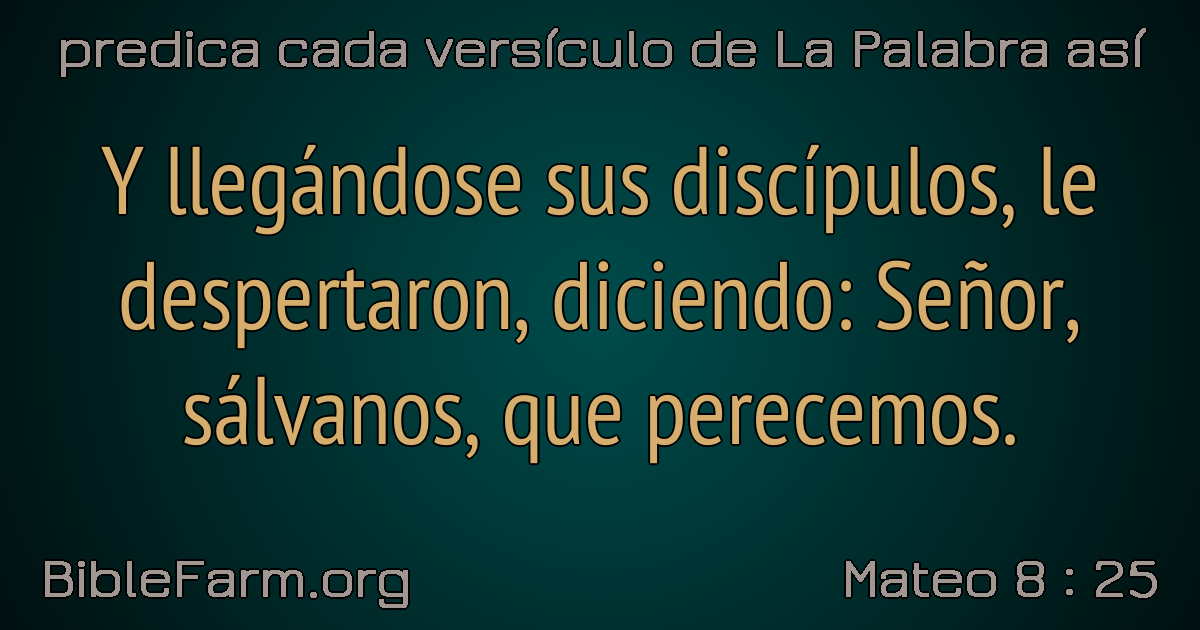 predica cada versículo de La Palabra así
Y llegándose sus discípulos, le
despertaron, diciendo: Señor,
sálvanos, que perecemos.
BibleFarm.org
Mateo 8 : 25